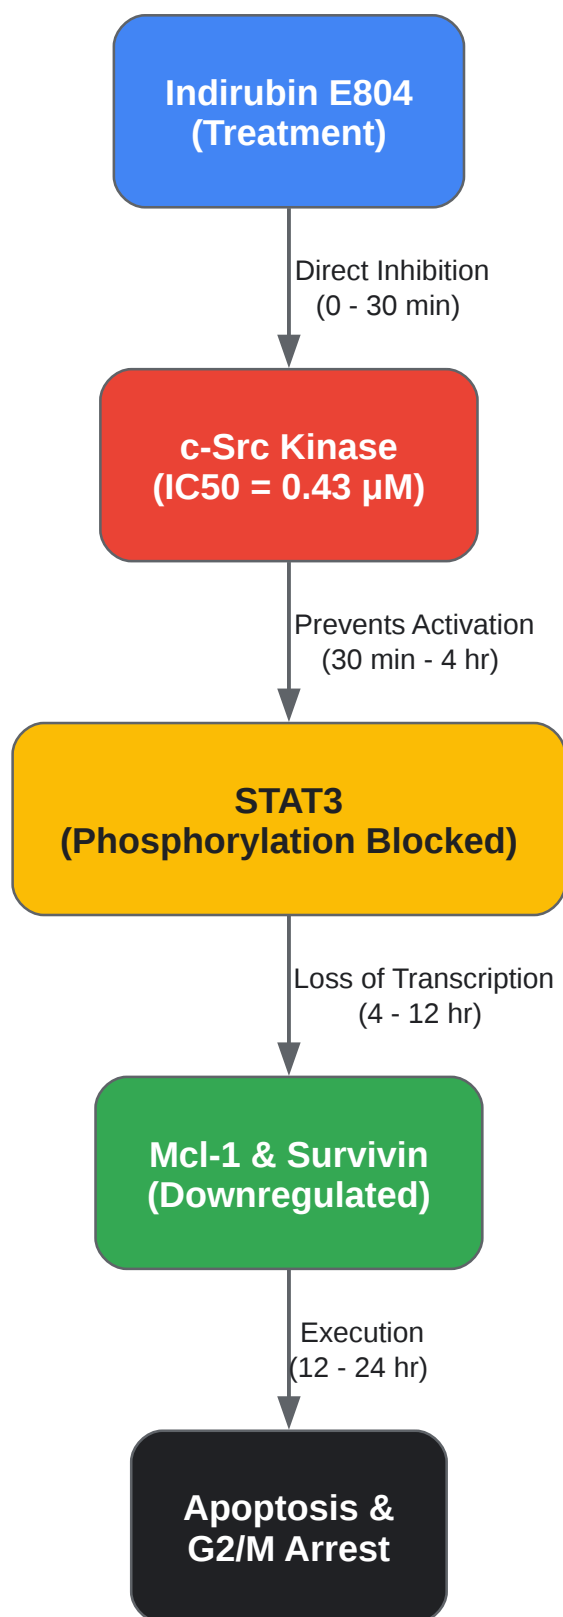 Indirubin E804
(Treatment)
Direct Inhibition
(0 - 30 min)
c-Src Kinase
(IC50 = 0.43 µM)
Prevents Activation
(30 min - 4 hr)
STAT3
(Phosphorylation Blocked)
Loss of Transcription
(4 - 12 hr)
Mcl-1 & Survivin
(Downregulated)
Execution
(12 - 24 hr)
Apoptosis &
G2/M Arrest